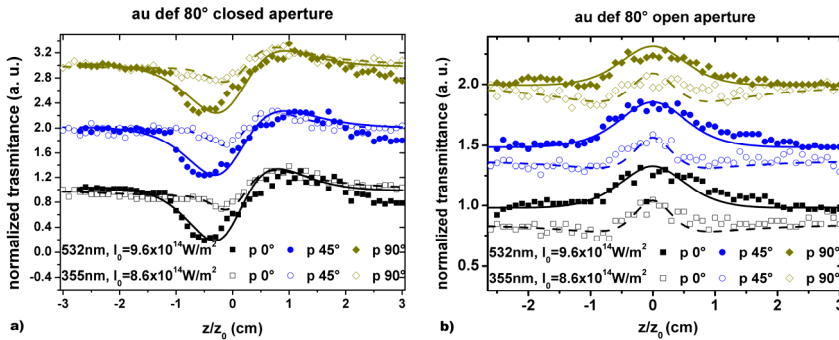 au def 80° closed aperture
normalized trasmittance (a. u.)
3.2
2.8
2.4
2.0
1.6
1.2
0.8
0.4
0.0
-0.4
532nm, I0=9.6x10^14W/m^2 p 0° p 45° p 90°
355nm, I0=8.6x10^14W/m^2 p 0° p 45° p 90°
-3 -2 -1 0 1 2 3
z/z0 (cm)
a)
au def 80° open aperture
normalized transmittance (a. u.)
2.0
1.5
1.0
0.5
532nm, I0=9.6x10^14W/m^2 p 0° p 45° p 90°
355nm, I0=8.6x10^14W/m^2 p 0° p 45° p 90°
-2 -1 0 1 2 3
z/z0 (cm)
b)